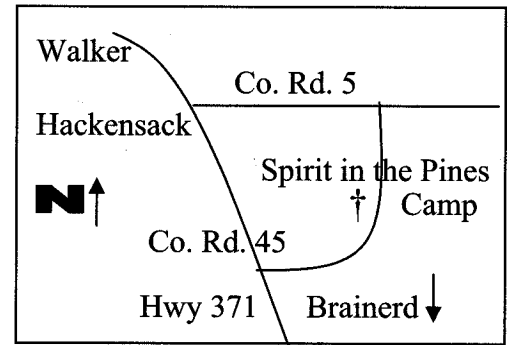 Walker
Co. Rd. 5
Hackensack
Spirit in the Pines
N
† Camp
Co. Rd. 45
Hwy 371
Brainerd